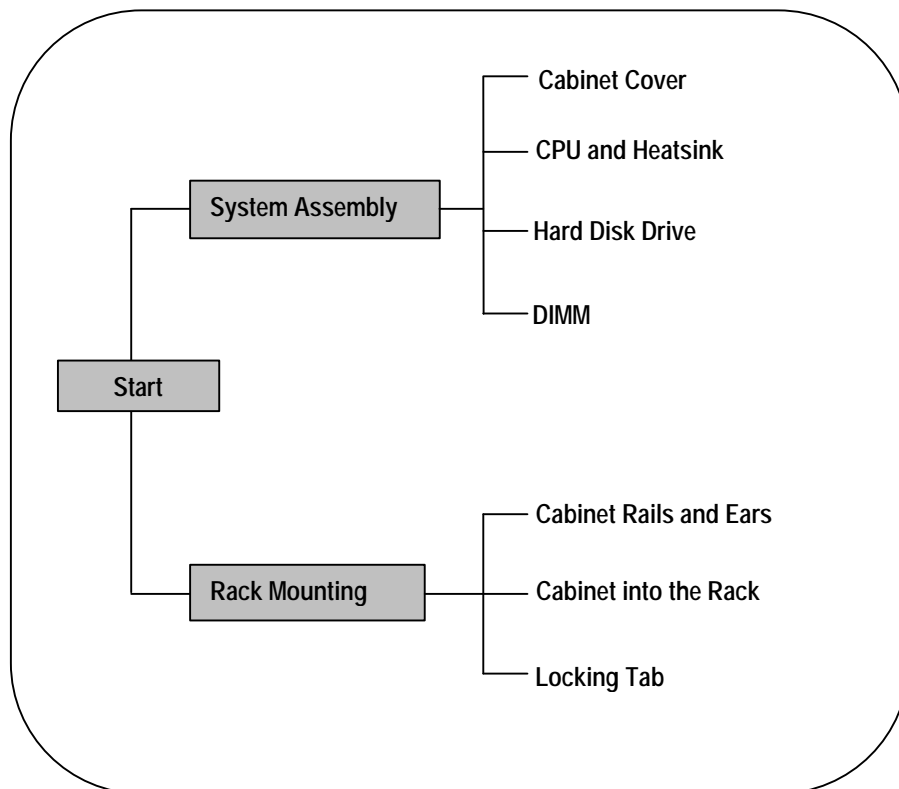 Cabinet Cover
CPU and Heatsink
System Assembly
Hard Disk Drive
DIMM
Start
Cabinet Rails and Ears
Rack Mounting
Cabinet into the Rack
Locking Tab